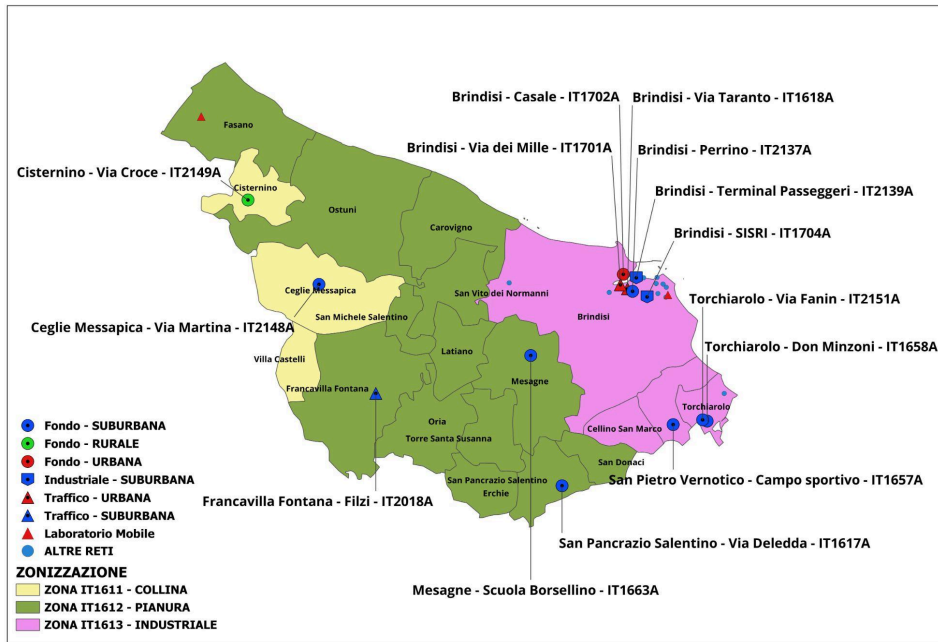 Brindisi - Casale - IT1702A
Brindisi - Via Taranto - IT1618A
Fasano
Brindisi - Via dei Mille - IT1701A
Brindisi - Perrino - IT2137A
Cisternino - Via Croce - IT2149A
Cisternino
Brindisi - Terminal Passeggeri - IT2139A
Ostuni
Carovigno
Brindisi - SISRI - IT1704A
Ceglie Messapica
San Vito dei Normanni
Torchiarolo - Via Fanin - IT2151A
San Michele Salentino
Brindisi
Ceglie Messapica - Via Martina - IT2148A
Torchiarolo - Don Minzoni - IT1658A
Latiano
Villa Castelli
Mesagne
Francavilla Fontana
Torchiarolo
Oria
Cellino San Marco
Torre Santa Susanna
San Donaci
San Pancrazio Salentino
San Pietro Vernotico - Campo sportivo - IT1657A
Erchie
Francavilla Fontana - Filzi - IT2018A
San Pancrazio Salentino - Via Deledda - IT1617A
Mesagne - Scuola Borsellino - IT1663A
Fondo - SUBURBANA
Fondo - RURALE
Fondo - URBANA
Industriale - SUBURBANA
Traffico - URBANA
Traffico - SUBURBANA
Laboratorio Mobile
ALTRE RETI
ZONIZZAZIONE
ZONA IT1611 - COLLINA
ZONA IT1612 - PIANURA
ZONA IT1613 - INDUSTRIALE